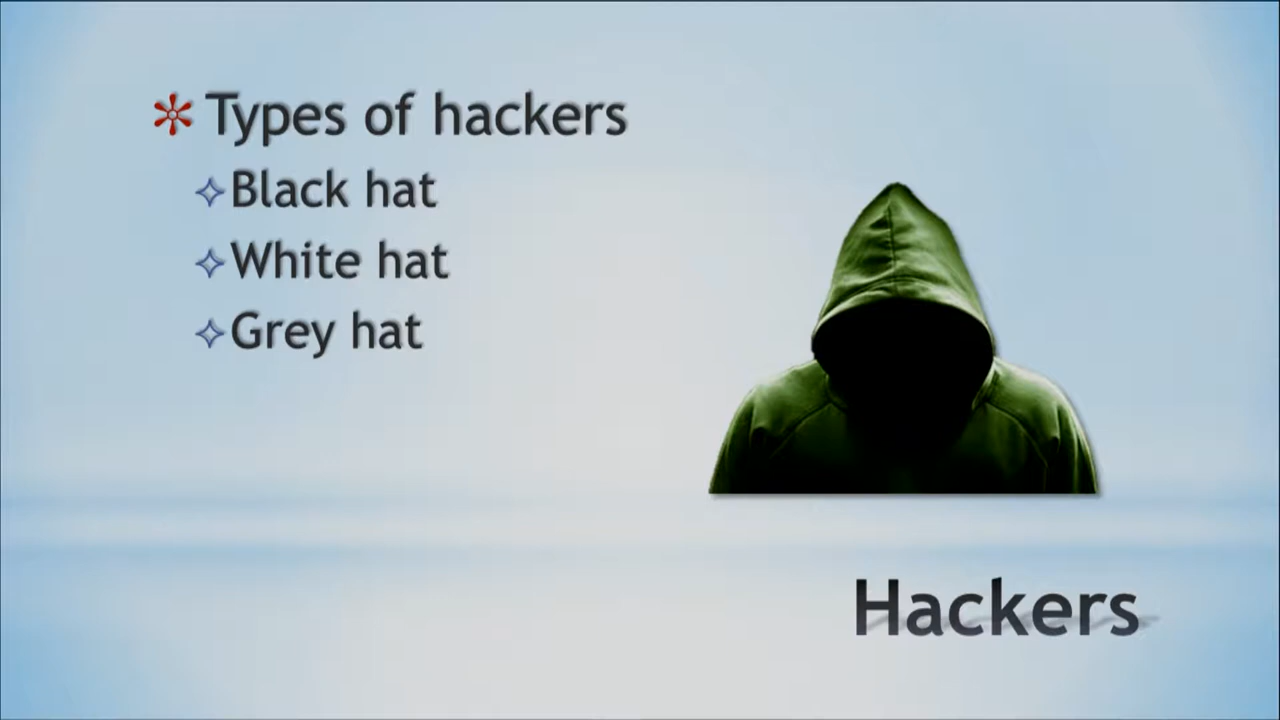 Types of hackers
Black hat
White hat
Grey hat
Hackers